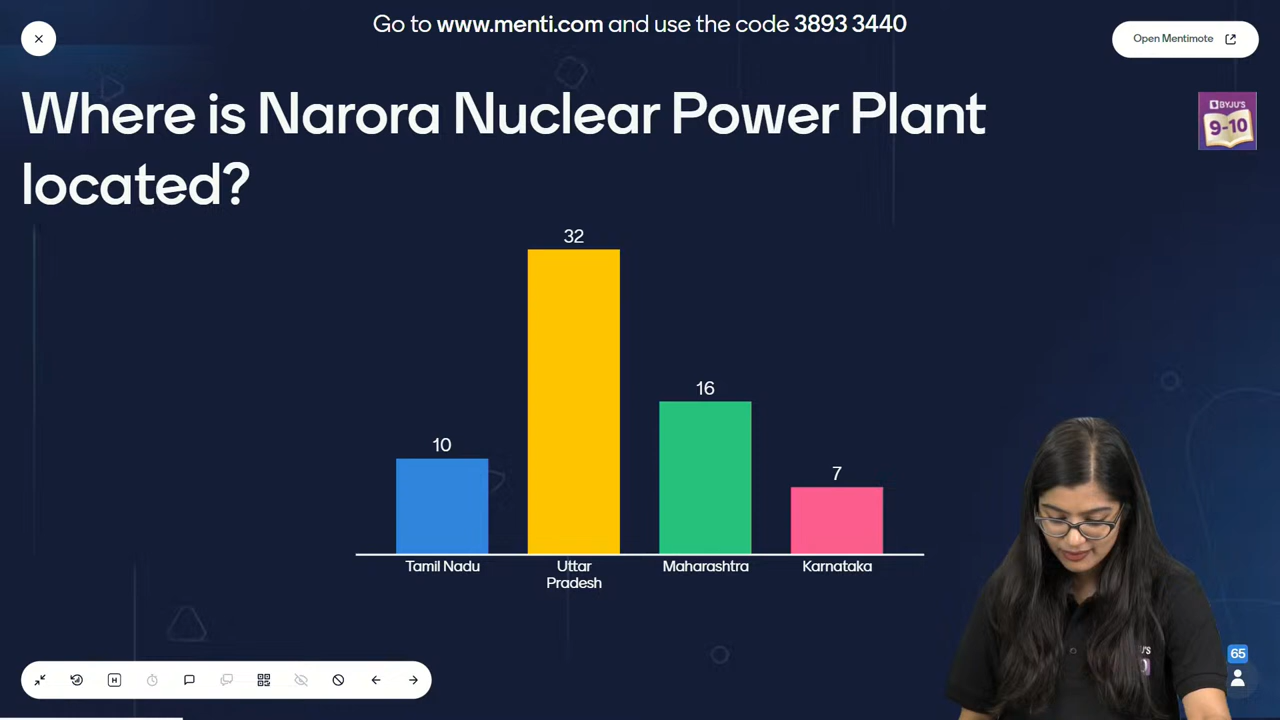 Go to www.menti.com and use the code 3893 3440
Open Mentimote
Where is Narora Nuclear Power Plant
located?
BYJU'S
9-10
32
16
10
7
Tamil Nadu
Uttar
Pradesh
Maharashtra
Karnataka
H
65